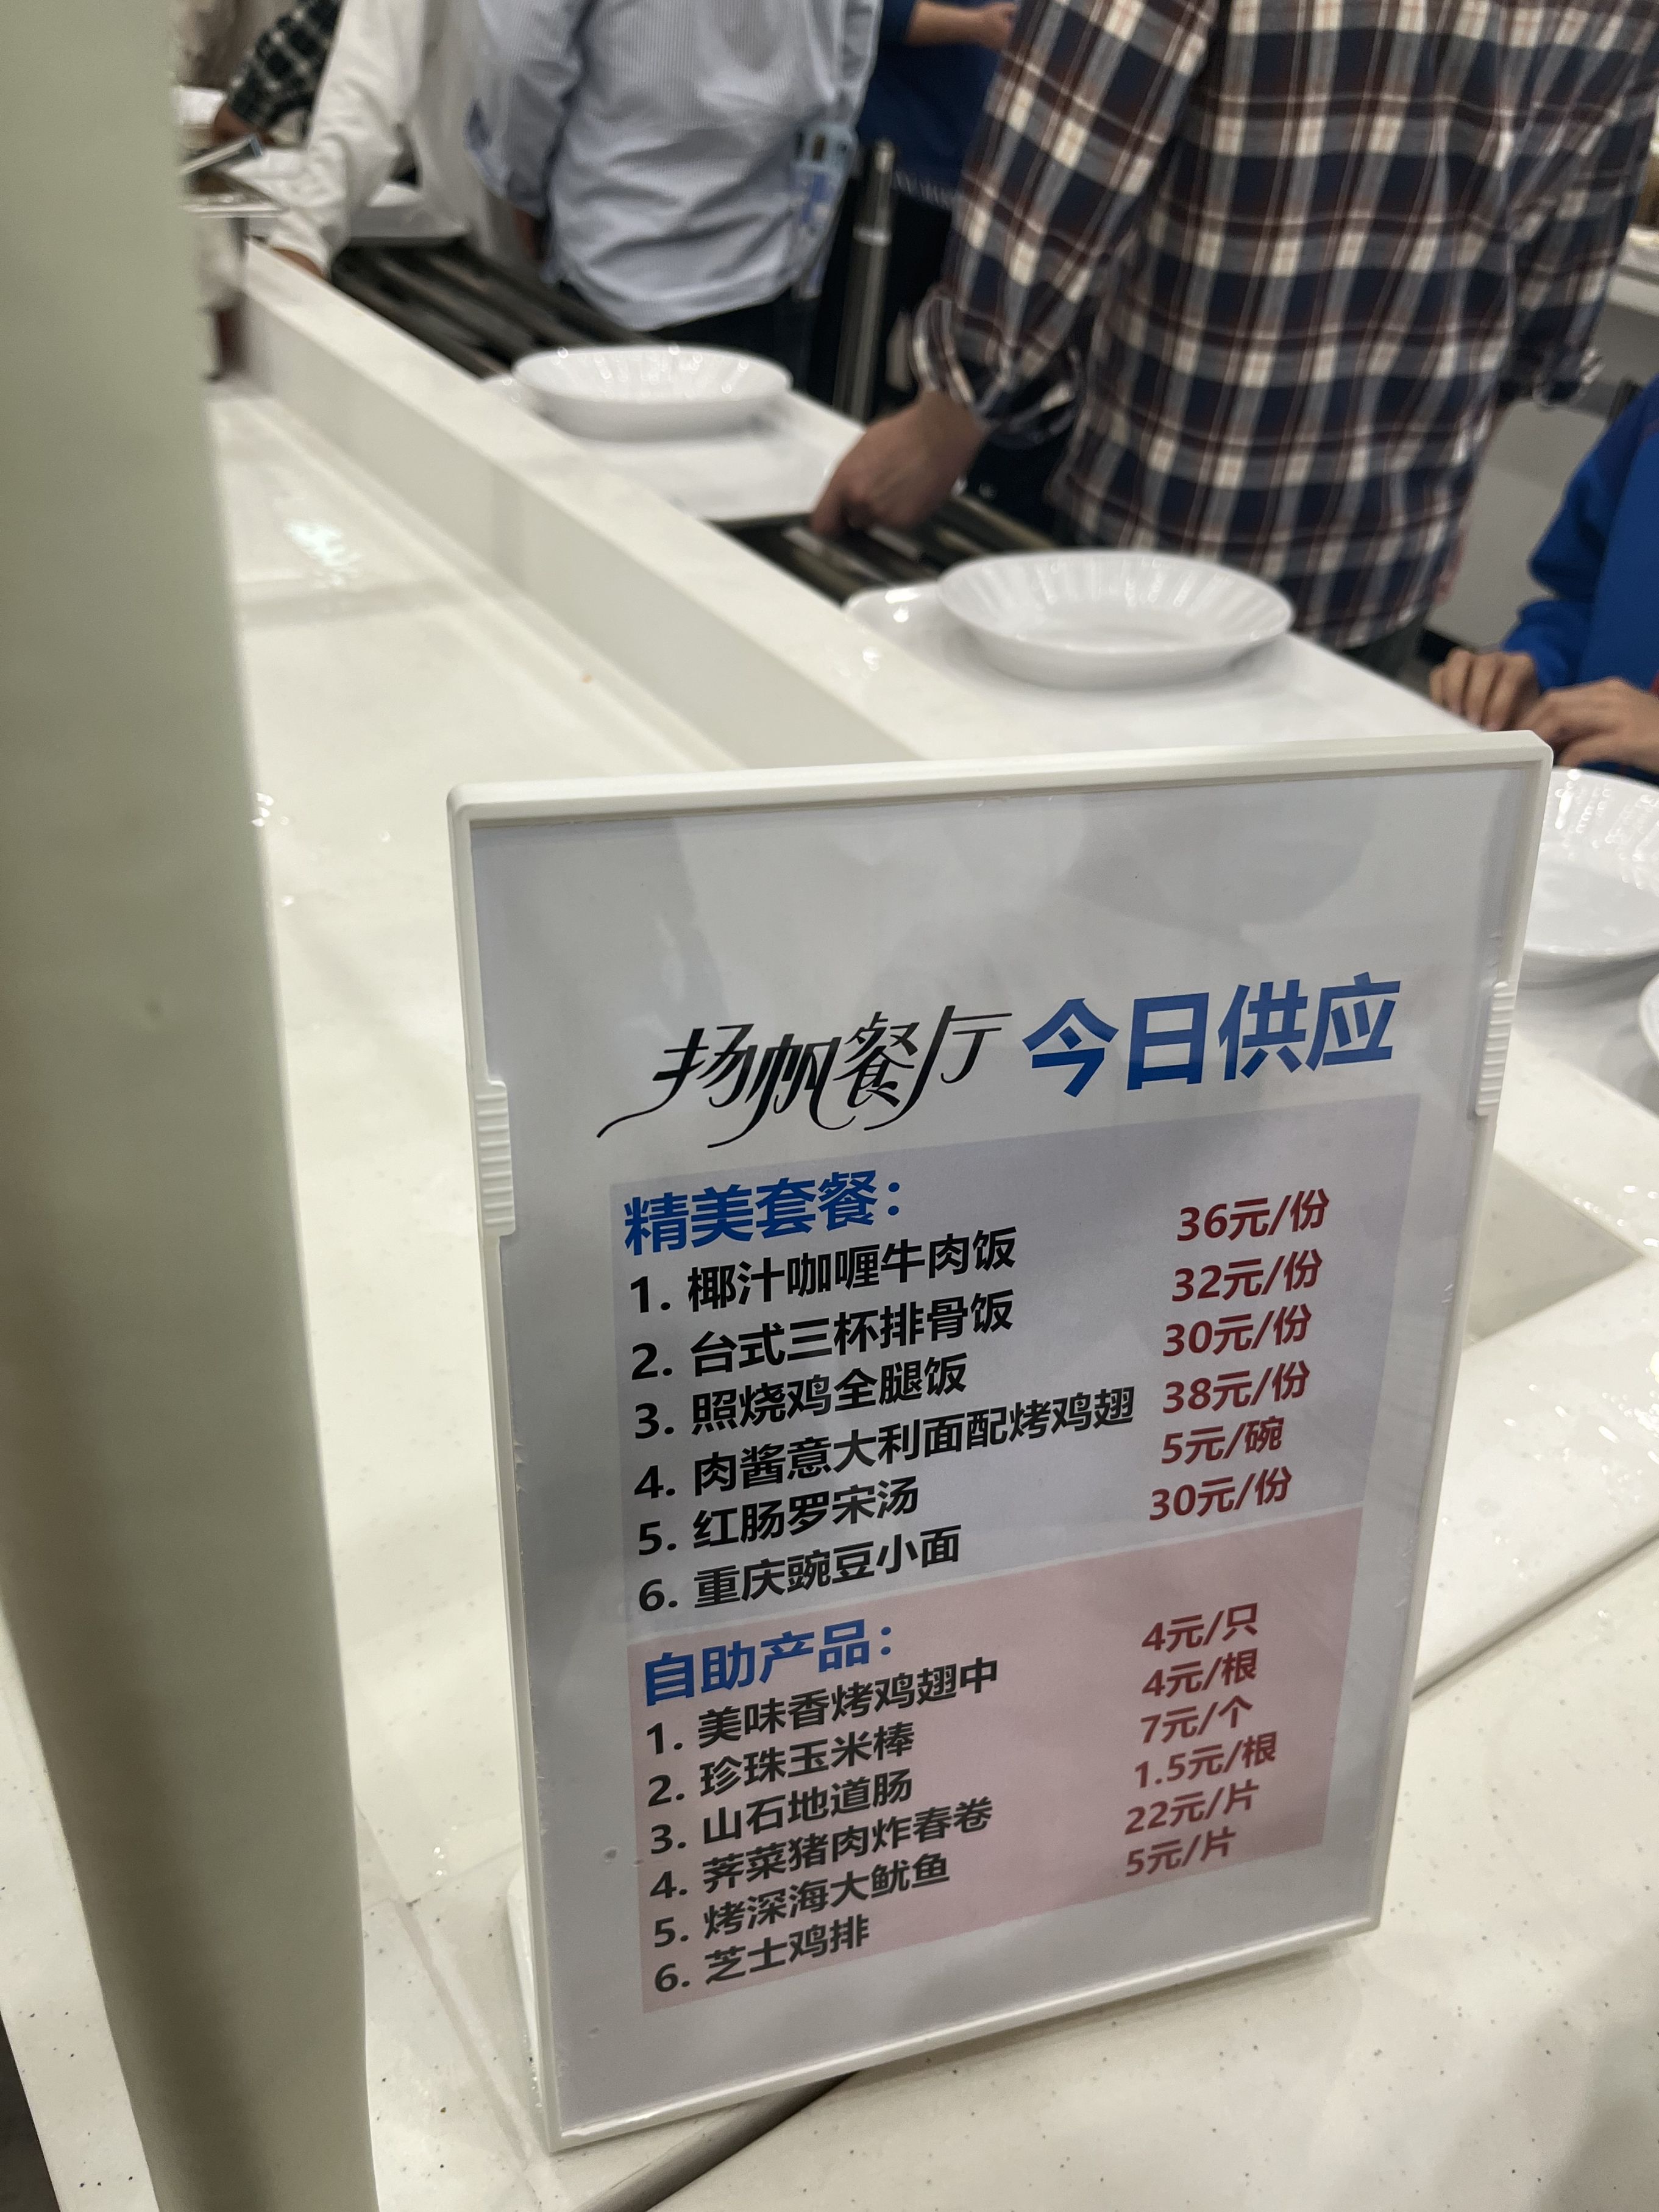 扬帆餐厅 今日供应
精美套餐：
1. 椰汁咖喱牛肉饭 36元/份
2. 台式三杯排骨饭 32元/份
3. 照烧鸡全腿饭 30元/份
4. 肉酱意大利面配烤鸡翅 38元/份
5. 红肠罗宋汤 5元/碗
6. 重庆豌豆小面 30元/份
自助产品：
1. 美味香烤鸡翅中 4元/只
2. 珍珠玉米棒 4元/根
3. 山石地道肠 7元/个
4. 荠菜猪肉炸春卷 1.5元/根
5. 烤深海大鱿鱼 22元/片
6. 芝士鸡排 5元/片